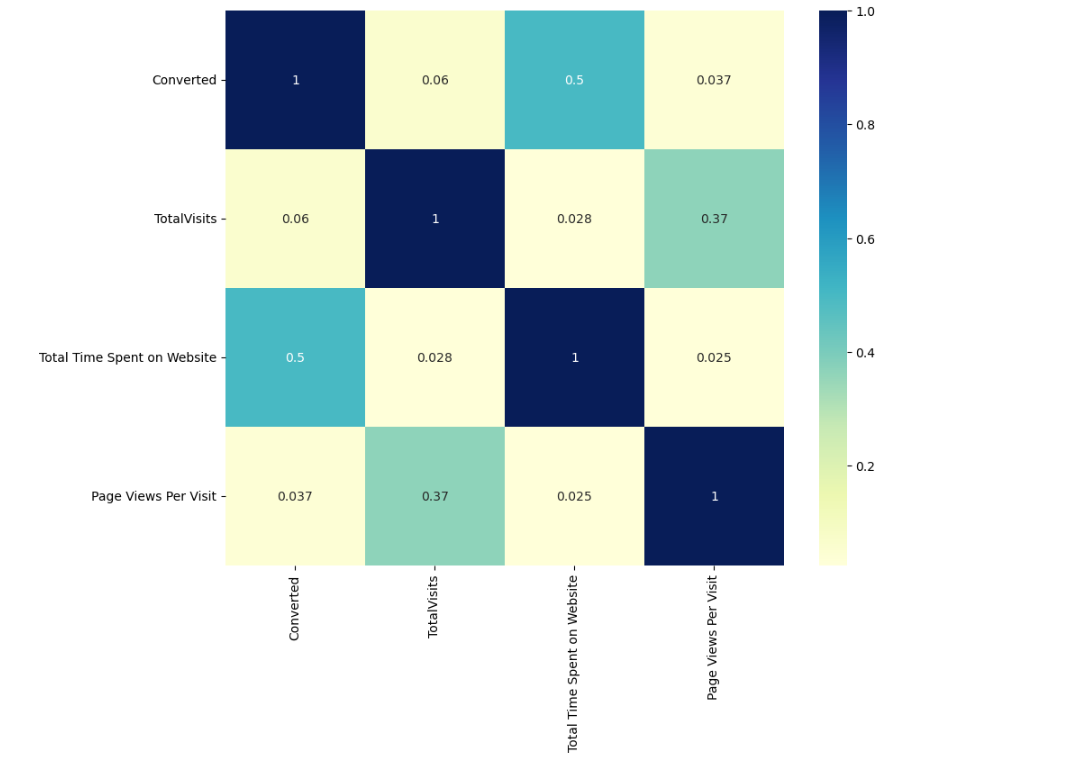 1.0
Converted
1
0.06
0.5
0.037
0.8
TotalVisits
0.06
1
0.028
0.37
0.6
Total Time Spent on Website
0.5
0.028
1
0.025
0.4
0.2
Page Views Per Visit
0.037
0.37
0.025
1
Converted
TotalVisits
Total Time Spent on Website
Page Views Per Visit